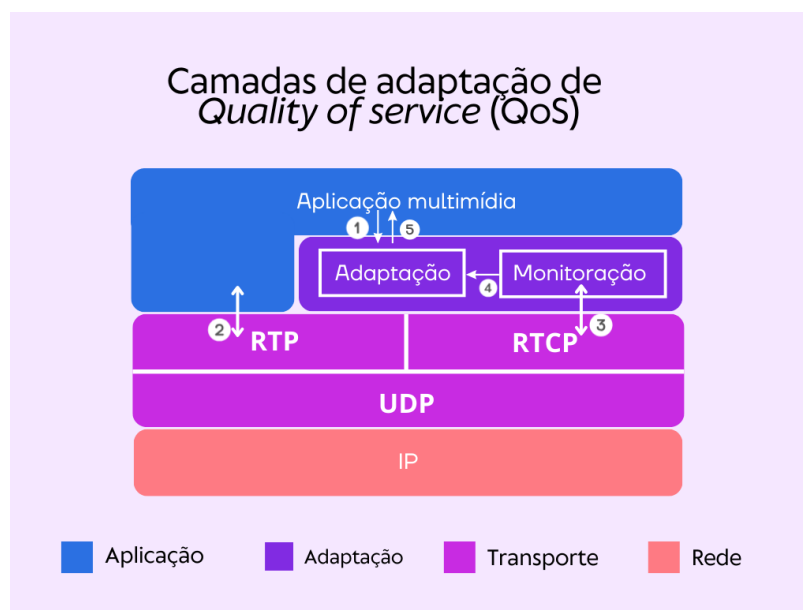 Camadas de adaptação de
Quality of service (QoS)
Aplicação multimídia
1
5
Adaptação
4
Monitoração
2
RTP
RTCP
3
UDP
IP
Aplicação
Adaptação
Transporte
Rede